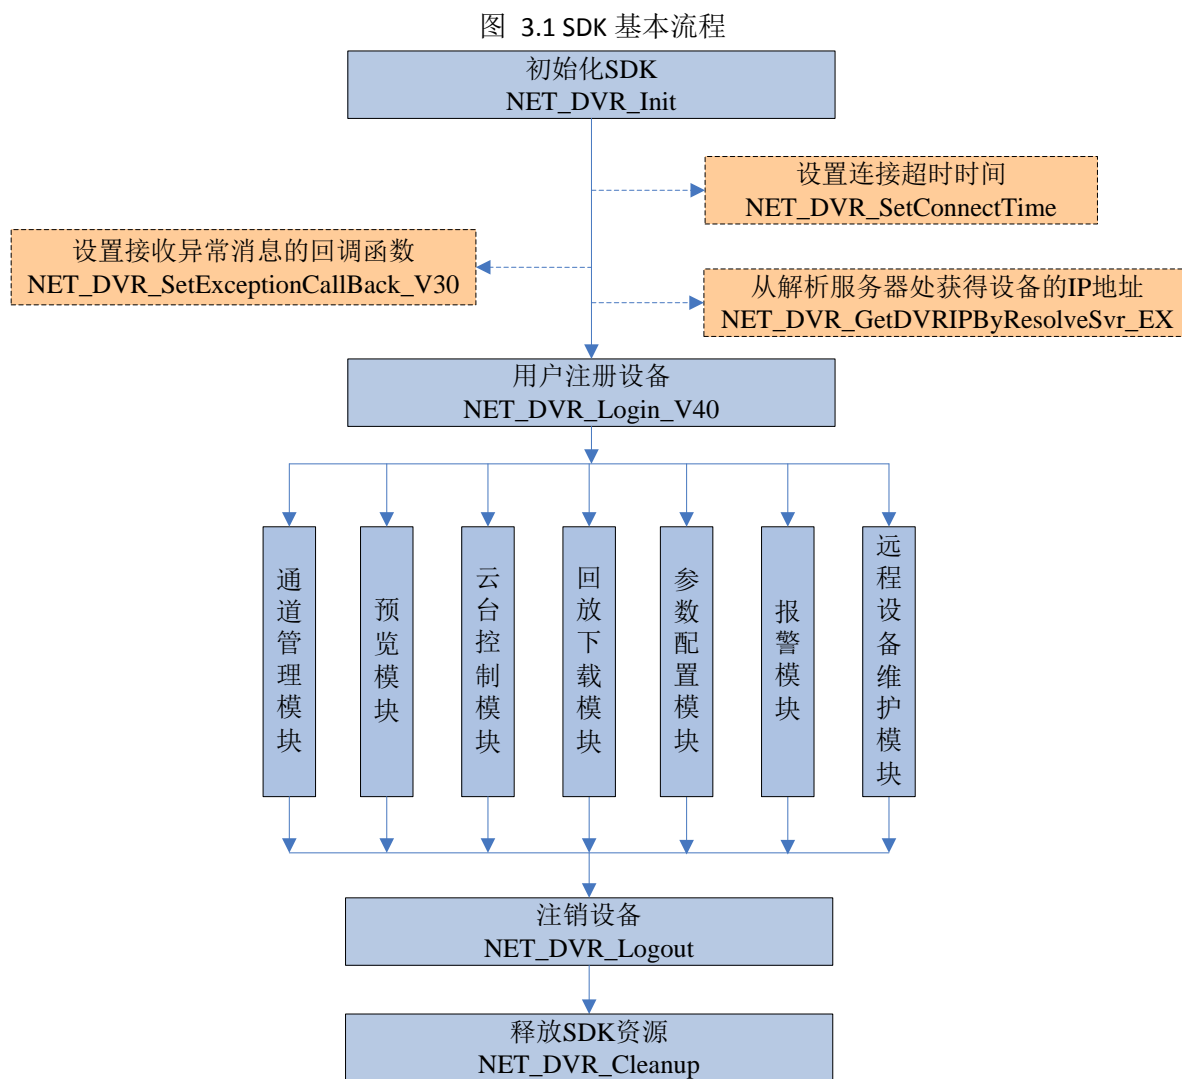 图 3.1 SDK 基本流程
初始化SDK
NET_DVR_Init
设置连接超时时间
NET_DVR_SetConnectTime
设置接收异常消息的回调函数
NET_DVR_SetExceptionCallBack_V30
从解析服务器处获得设备的IP地址
NET_DVR_GetDVRIPByResolveSvr_EX
用户注册设备
NET_DVR_Login_V40
通道管理模块
预览模块
云台控制模块
回放下载模块
参数配置模块
报警模块
远程设备维护模块
注销设备
NET_DVR_Logout
释放SDK资源
NET_DVR_Cleanup